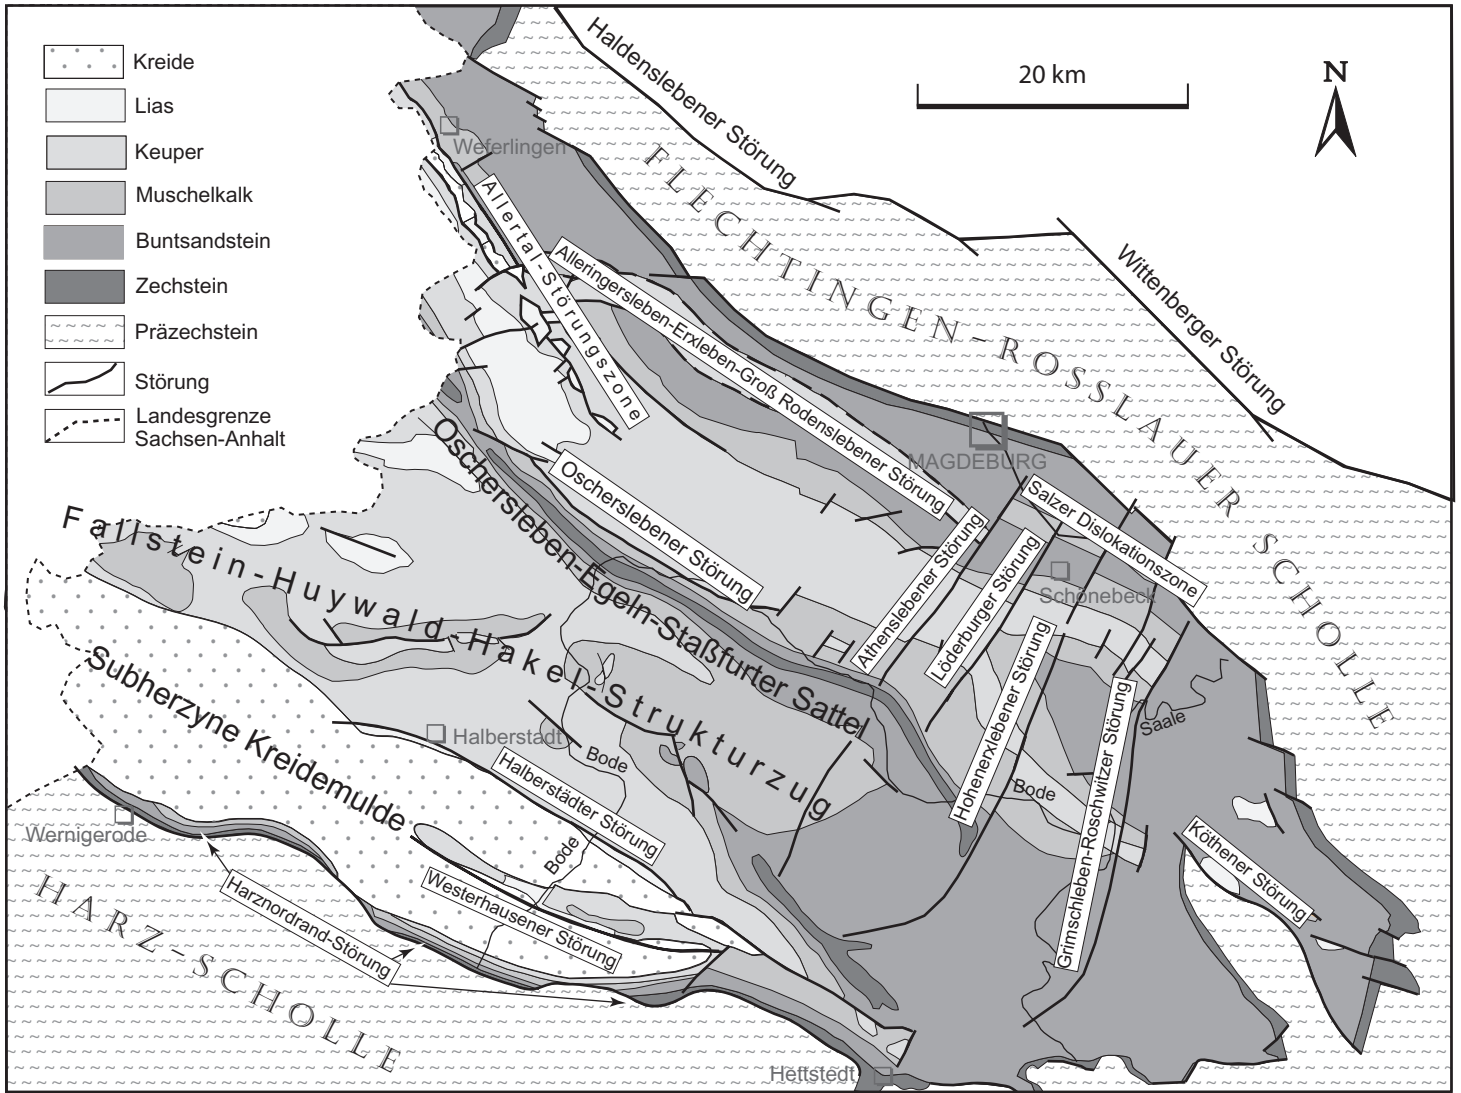 Kreide
Lias
Keuper
Muschelkalk
Buntsandstein
Zechstein
Präzechstein
Störung
Landesgrenze
Sachsen-Anhalt
20 km
N
Haldenslebener Störung
Wittenberger Störung
FLECHTINGEN-ROSSLAUER SCHOLLE
Weferlingen
Allertal-Störungszone
Alleringersleben-Erxleben-Groß Rodenslebener Störung
MAGDEBURG
Salzer Dislokationszone
Schönebeck
Oscherslebener Störung
Oschersleben-Egeln-Staßfurter Sattel
Athenslebener Störung
Löderburger Störung
Hohenerxlebener Störung
Grimschleben-Roschwitzer Störung
Saale
Bode
Köthener Störung
Fallstein-Huywald-Hakel-Strukturzug
Subherzyne Kreidemulde
Halberstadt
Bode
Halberstädter Störung
Bode
Westerhausener Störung
Wernigerode
Harznordrand-Störung
HARZ-SCHOLLE
Hettstedt